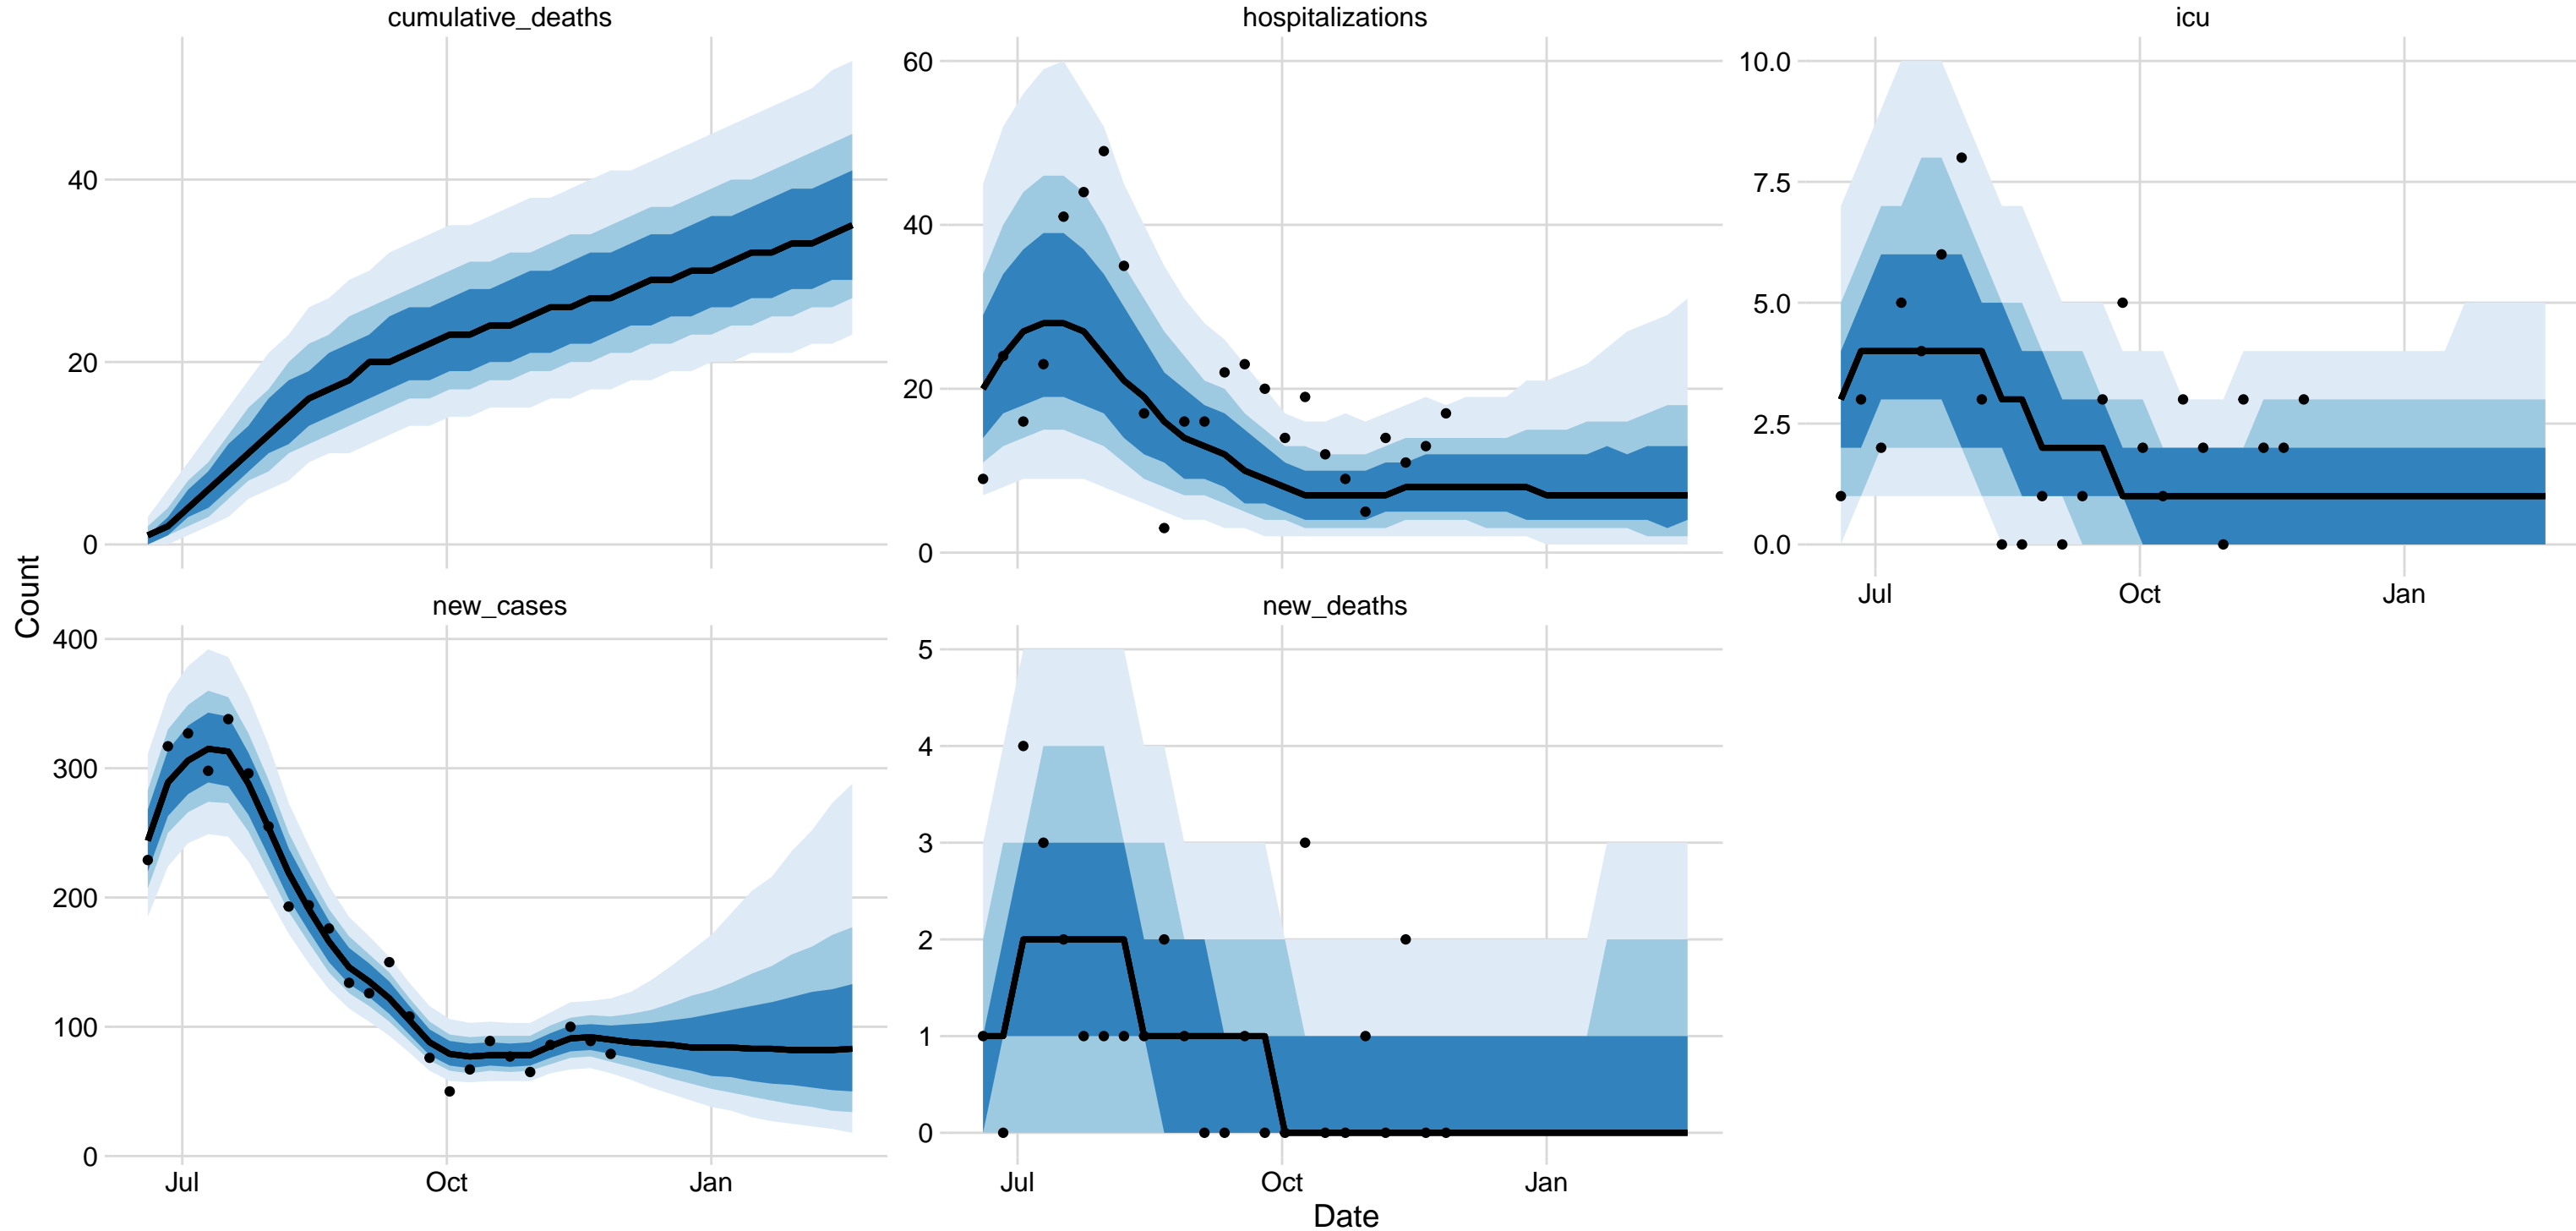 cumulative_deaths
hospitalizations
icu
Count
40
20
0
60
40
20
0
10.0
7.5
5.0
2.5
0.0
Jul Oct Jan
new_cases
new_deaths
400
300
200
100
0
Jul Oct Jan
5
4
3
2
1
0
Jul Oct Jan
Date